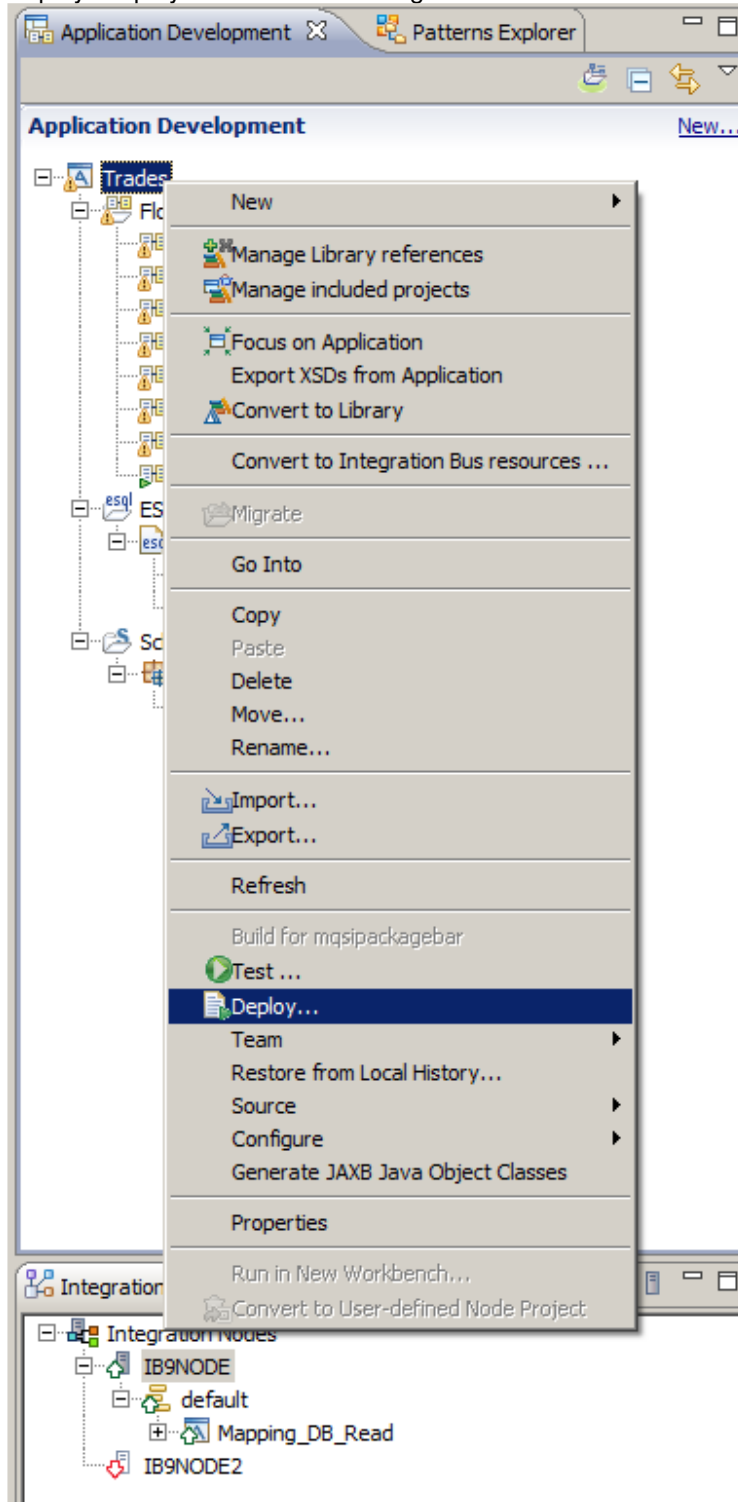 Application Development
Patterns Explorer
Application Development
New...
Trades
Flo
New
Manage Library references
Manage included projects
Focus on Application
Export XSDs from Application
Convert to Library
Convert to Integration Bus resources ...
esql
ES
Migrate
Go Into
Copy
Sc
Paste
Delete
Move...
Rename...
Import...
Export...
Refresh
Build for mqsipackagebar
Test ...
Deploy...
Team
Restore from Local History...
Source
Configure
Generate JAXB Java Object Classes
Properties
Integration
Run in New Workbench...
Convert to User-defined Node Project
Integration Nodes
IB9NODE
default
Mapping_DB_Read
IB9NODE2